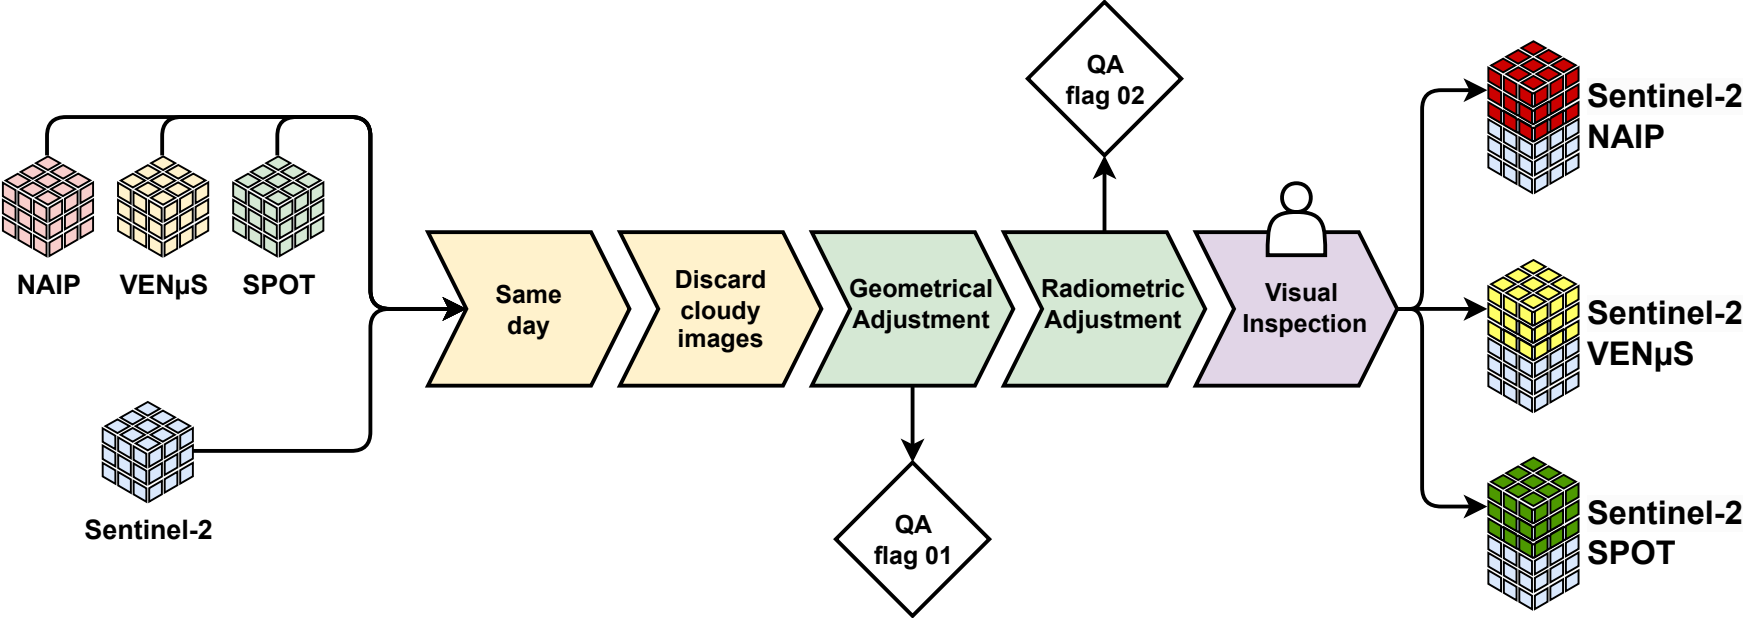 NAIP
VENµS
SPOT
Sentinel-2
Same
day
Discard
cloudy
images
Geometrical
Adjustment
QA
flag 01
Radiometric
Adjustment
QA
flag 02
Visual
Inspection
Sentinel-2
NAIP
Sentinel-2
VENµS
Sentinel-2
SPOT